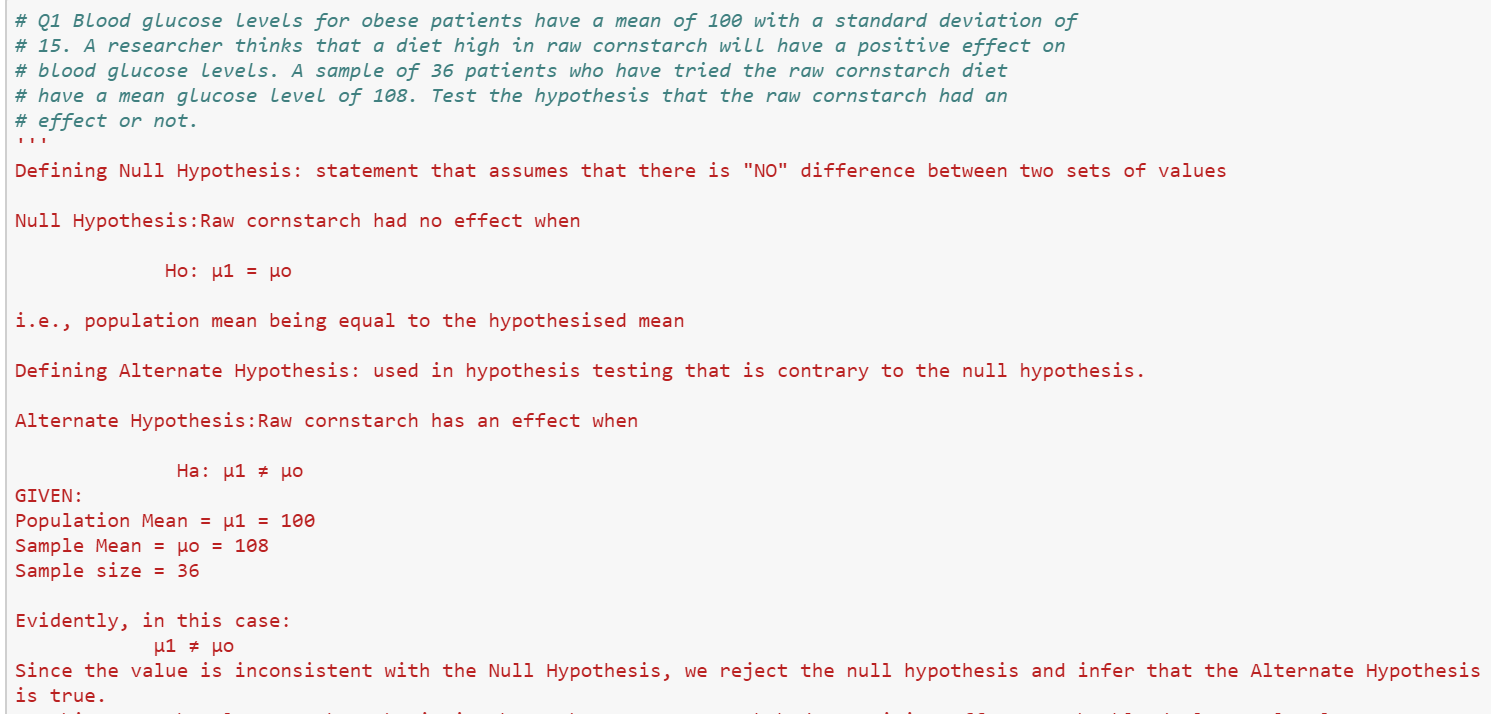 # Q1 Blood glucose levels for obese patients have a mean of 100 with a standard deviation of
# 15. A researcher thinks that a diet high in raw cornstarch will have a positive effect on
# blood glucose levels. A sample of 36 patients who have tried the raw cornstarch diet
# have a mean glucose level of 108. Test the hypothesis that the raw cornstarch had an
# effect or not.
'''
Defining Null Hypothesis: statement that assumes that there is "NO" difference between two sets of values
Null Hypothesis:Raw cornstarch had no effect when
Ho: μ1 = μo
i.e., population mean being equal to the hypothesised mean
Defining Alternate Hypothesis: used in hypothesis testing that is contrary to the null hypothesis.
Alternate Hypothesis:Raw cornstarch has an effect when
Ha: μ1 ≠ μo
GIVEN:
Population Mean = μ1 = 100
Sample Mean = μo = 108
Sample size = 36
Evidently, in this case:
μ1 ≠ μo
Since the value is inconsistent with the Null Hypothesis, we reject the null hypothesis and infer that the Alternate Hypothesis
is true.